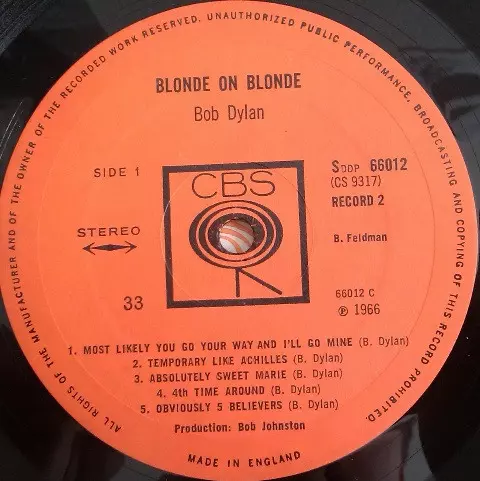 ALL RIGHTS OF THE MANUFACTURER AND OF THE OWNER OF THE RECORDED WORK RESERVED. UNAUTHORIZED PUBLIC PERFORMANCE, BROADCASTING AND COPYING OF THIS RECORD PROHIBITED.
BLONDE ON BLONDE
Bob Dylan
SIDE 1
CBS
SDDP 66012
(CS 9317)
RECORD 2
STEREO
B. Feldman
33
66012 C
℗ 1966
1. MOST LIKELY YOU GO YOUR WAY AND I'LL GO MINE (B. Dylan)
2. TEMPORARY LIKE ACHILLES (B. Dylan)
3. ABSOLUTELY SWEET MARIE (B. Dylan)
4. 4th TIME AROUND (B. Dylan)
5. OBVIOUSLY 5 BELIEVERS (B. Dylan)
Production: Bob Johnston
MADE IN ENGLAND